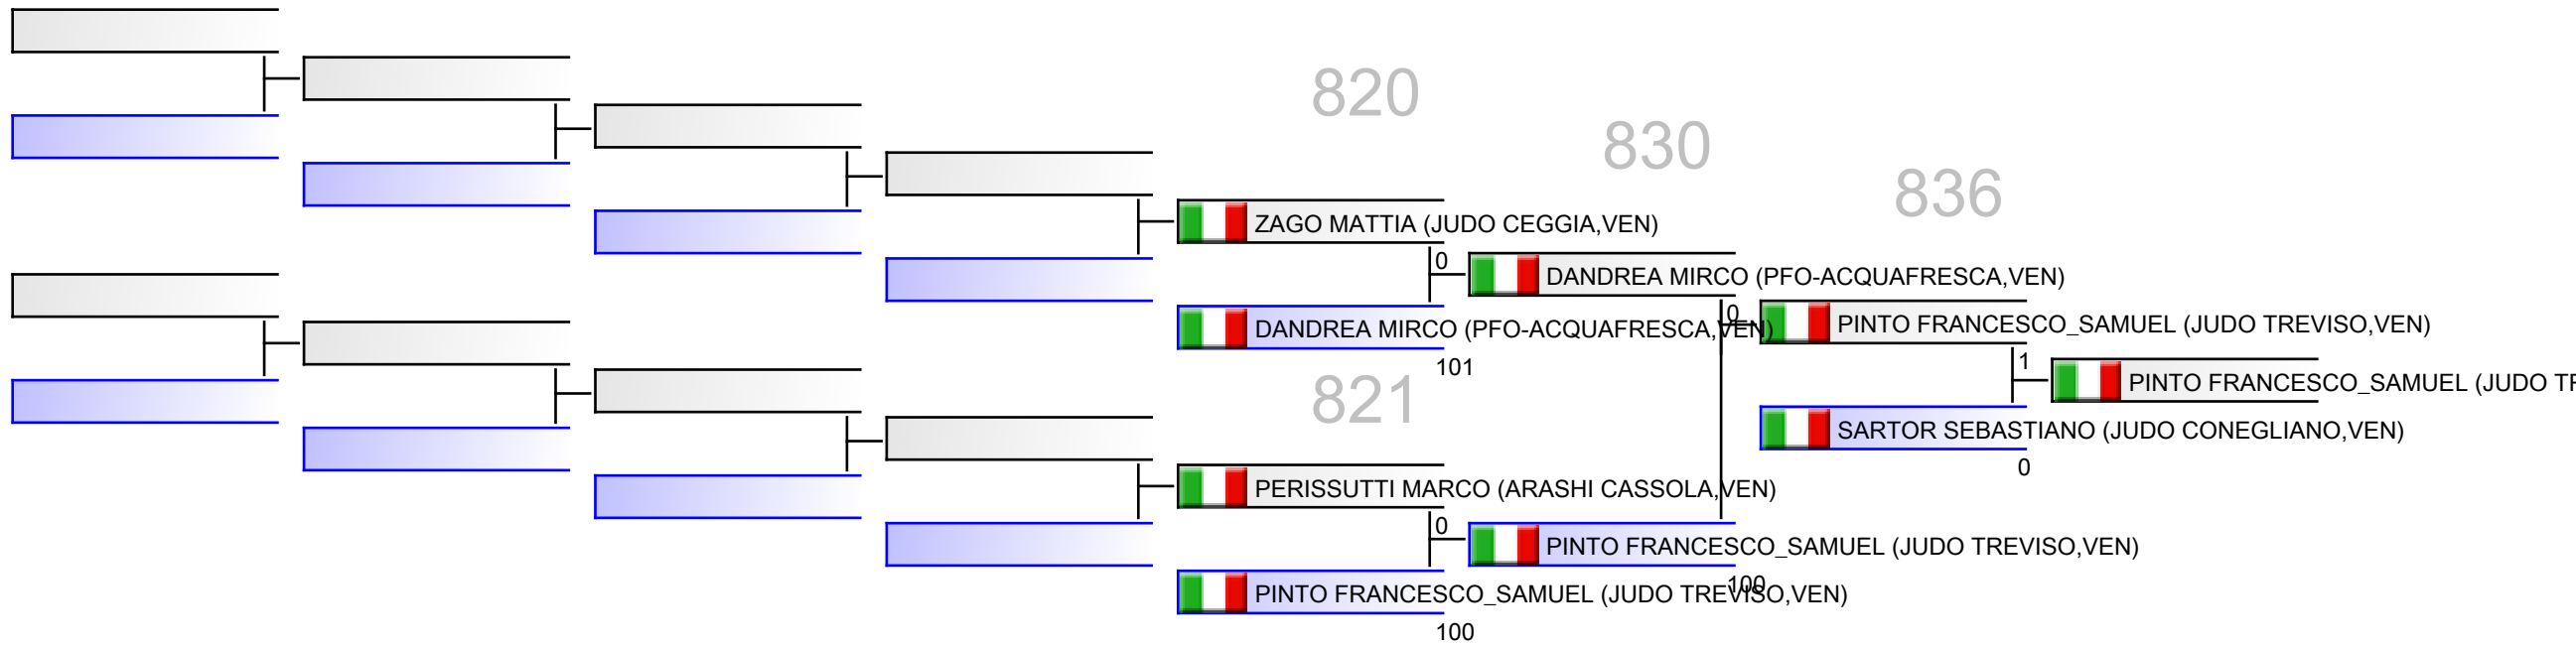 820
830
836
ZAGO MATTIA (JUDO CEGGIA,VEN)
0
DANDREA MIRCO (PFO-ACQUAFRESCA,VEN)
0
PINTO FRANCESCO_SAMUEL (JUDO TREVISO,VEN)
DANDREA MIRCO (PFO-ACQUAFRESCA,VEN)
101
1
PINTO FRANCESCO_SAMUEL (JUDO TR
821
SARTOR SEBASTIANO (JUDO CONEGLIANO,VEN)
0
PERISSUTTI MARCO (ARASHI CASSOLA,VEN)
0
PINTO FRANCESCO_SAMUEL (JUDO TREVISO,VEN)
100
PINTO FRANCESCO_SAMUEL (JUDO TREVISO,VEN)
100